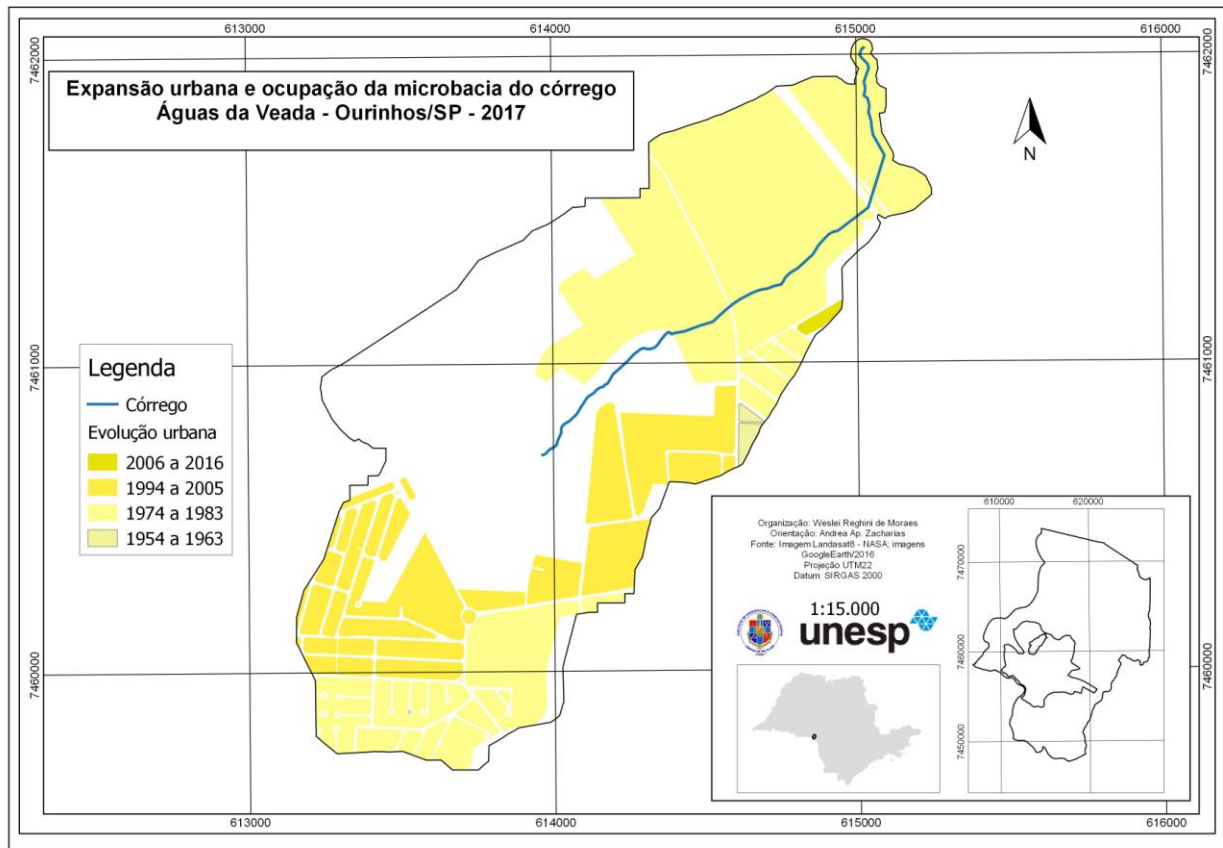 613000
614000
615000
616000
7462000
7462000
Expansão urbana e ocupação da microbacia do córrego
Águas da Veada - Ourinhos/SP - 2017
N
7461000
7461000
Legenda
Córrego
Evolução urbana
2006 a 2016
1994 a 2005
1974 a 1983
1954 a 1963
7460000
7460000
Organização: Weslei Reghini de Moraes
Orientação: Andrea Ap. Zacharias
Fonte: Imagem Landasat8 - NASA; imagens
GoogleEarth/2016
Projeção UTM22
Datum: SIRGAS 2000
1:15.000
unesp
610000
620000
7470000
7460000
7450000
613000
614000
615000
616000